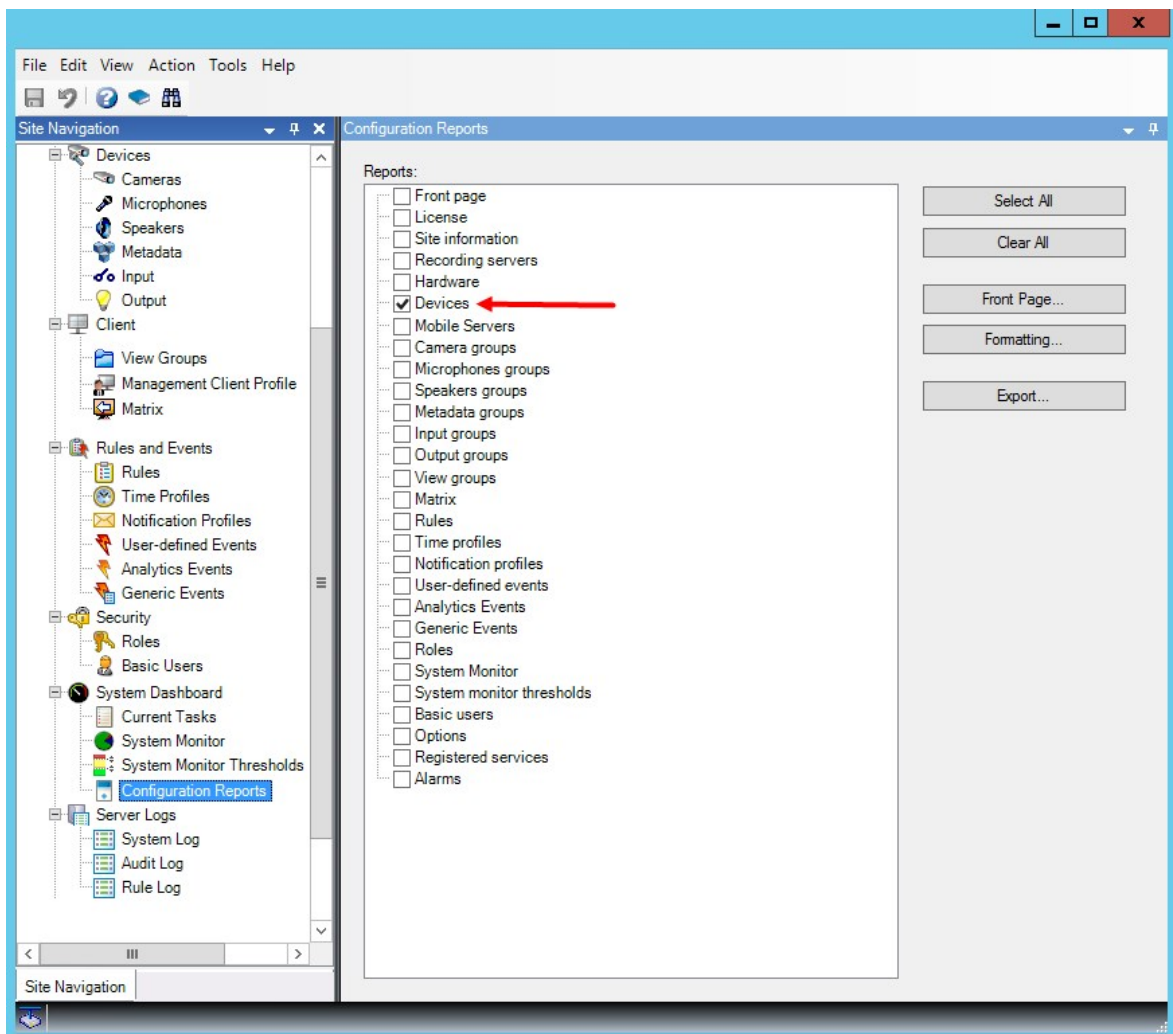 File Edit View Action Tools Help
Site Navigation
Devices
Cameras
Microphones
Speakers
Metadata
Input
Output
Client
View Groups
Management Client Profile
Matrix
Rules and Events
Rules
Time Profiles
Notification Profiles
User-defined Events
Analytics Events
Generic Events
Security
Roles
Basic Users
System Dashboard
Current Tasks
System Monitor
System Monitor Thresholds
Configuration Reports
Server Logs
System Log
Audit Log
Rule Log
Site Navigation
Configuration Reports
Reports:
Front page
License
Site information
Recording servers
Hardware
Devices
Mobile Servers
Camera groups
Microphones groups
Speakers groups
Metadata groups
Input groups
Output groups
View groups
Matrix
Rules
Time profiles
Notification profiles
User-defined events
Analytics Events
Generic Events
Roles
System Monitor
System monitor thresholds
Basic users
Options
Registered services
Alarms
Select All
Clear All
Front Page...
Formatting...
Export...